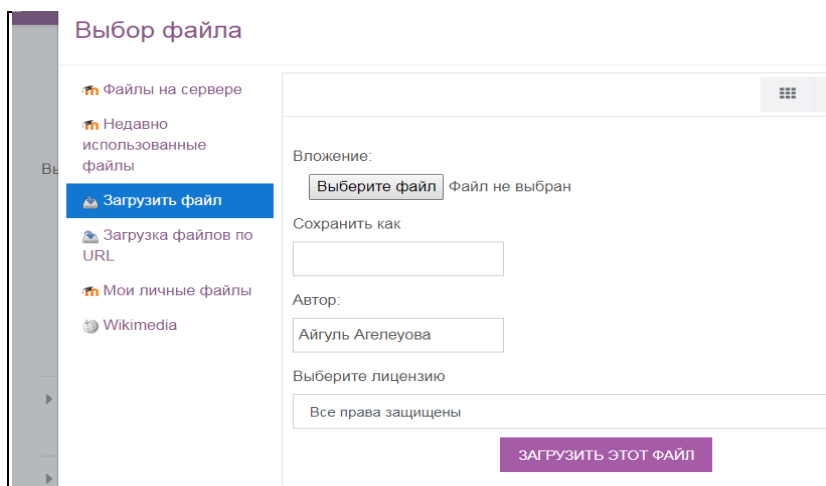 Выбор файла
Файлы на сервере
Недавно
использованные
файлы
Загрузить файл
Загрузка файлов по
URL
Мои личные файлы
Wikimedia
Вы
Вложение:
Выберите файл Файл не выбран
Сохранить как
Автор:
Айгуль Агелеуова
Выберите лицензию
Все права защищены
ЗАГРУЗИТЬ ЭТОТ ФАЙЛ